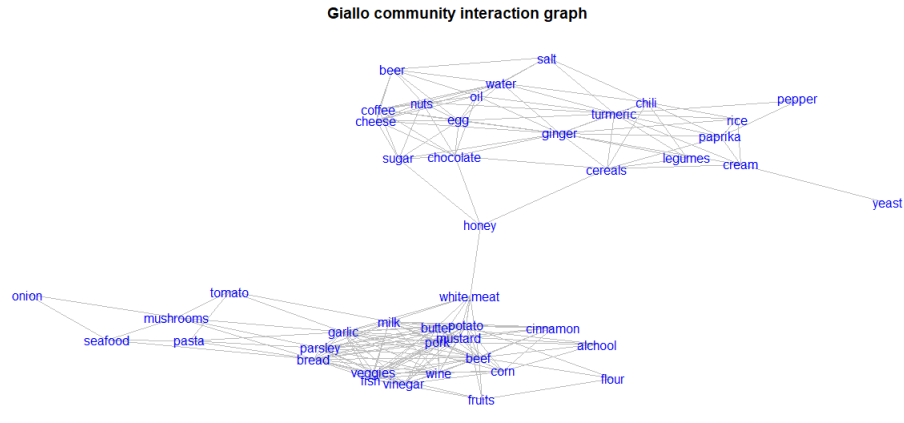 Giallo community interaction graph
salt
beer
water
oil
nuts
chili
pepper
coffee
turmeric
cheese
egg
rice
ginger
paprika
sugar
chocolate
legumes
cream
cereals
yeast
honey
onion
tomato
white meat
mushrooms
milk
potato
butter
cinnamon
garlic
seafood
pasta
mustard
pork
parsley
alchool
bread
beef
veggies
wine
corn
fish
vinegar
flour
fruits